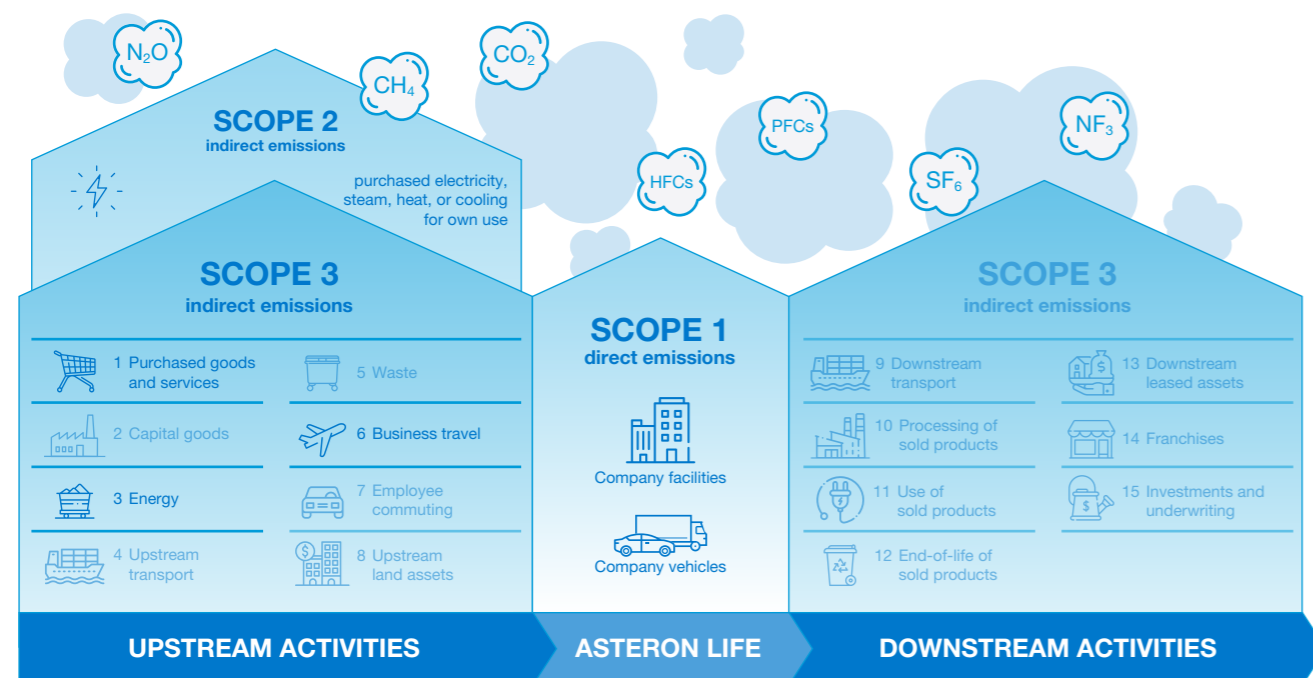 N₂O
CH₄
CO₂
HFCs
PFCs
SF₆
NF₃
SCOPE 2
indirect emissions
purchased electricity,
steam, heat, or cooling
for own use
SCOPE 3
indirect emissions
1 Purchased goods
and services
2 Capital goods
3 Energy
4 Upstream
transport
5 Waste
6 Business travel
7 Employee
commuting
8 Upstream
land assets
SCOPE 1
direct emissions
Company facilities
Company vehicles
SCOPE 3
indirect emissions
9 Downstream
transport
10 Processing of
sold products
11 Use of
sold products
12 End-of-life of
sold products
13 Downstream
leased assets
14 Franchises
15 Investments and
underwriting
UPSTREAM ACTIVITIES
ASTERON LIFE
DOWNSTREAM ACTIVITIES